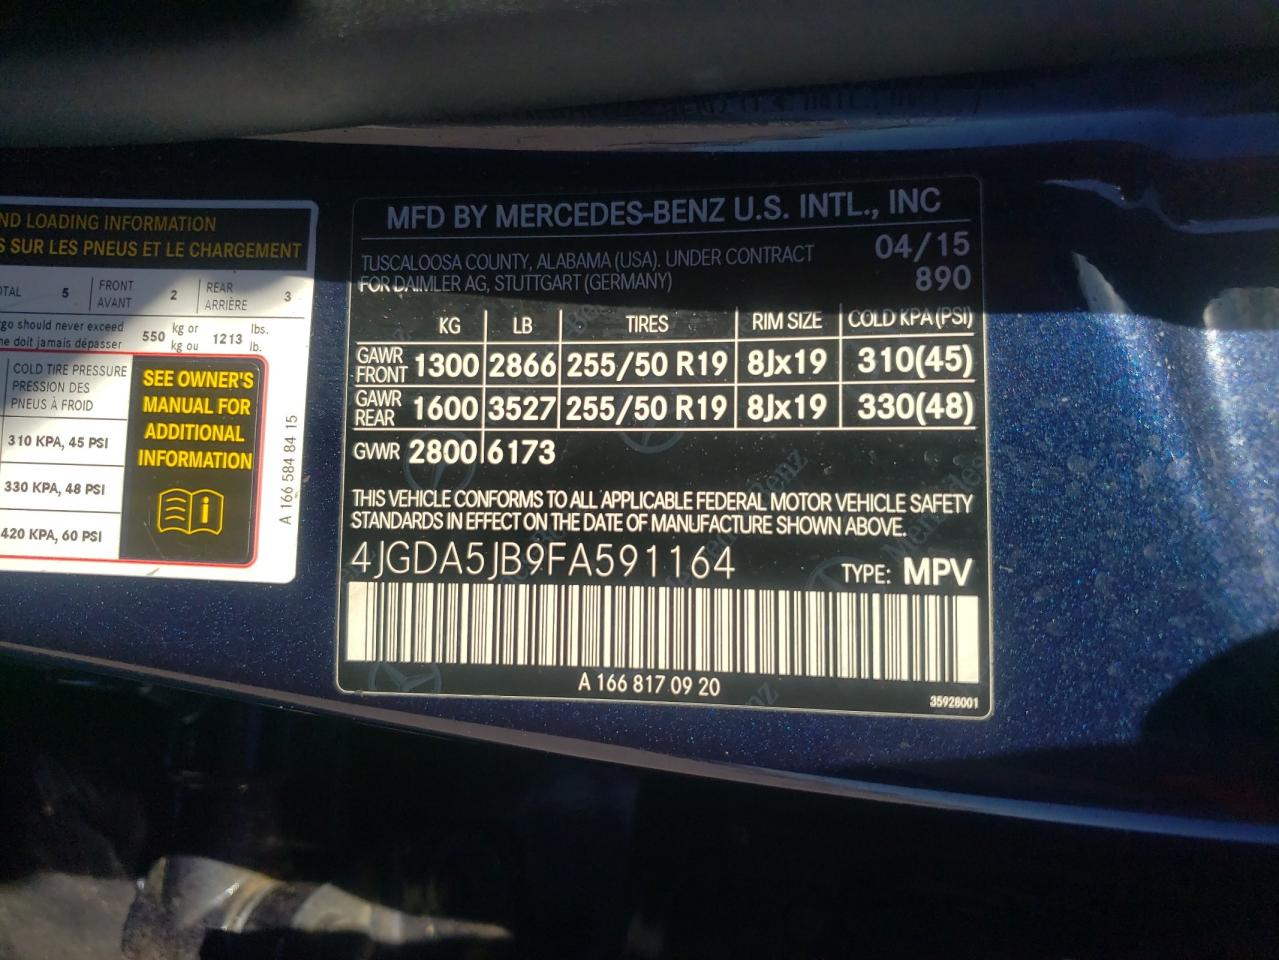 ND LOADING INFORMATION
S SUR LES PNEUS ET LE CHARGEMENT
OTAL 5 FRONT AVANT 2 REAR ARRIÈRE 3
rgo should never exceed
ne doit jamais dépasser
550 kg or kg ou 1213 lbs. lb.
COLD TIRE PRESSURE
PRESSION DES
PNEUS À FROID
310 KPA, 45 PSI
330 KPA, 48 PSI
420 KPA, 60 PSI
SEE OWNER'S
MANUAL FOR
ADDITIONAL
INFORMATION
A 166 584 84 15
MFD BY MERCEDES-BENZ U.S. INTL., INC
TUSCALOOSA COUNTY, ALABAMA (USA). UNDER CONTRACT
FOR DAIMLER AG, STUTTGART (GERMANY)
04/15
890
KG LB TIRES RIM SIZE COLD KPA (PSI)
GAWR FRONT 1300 2866 255/50 R19 8Jx19 310(45)
GAWR REAR 1600 3527 255/50 R19 8Jx19 330(48)
GVWR 2800 6173
THIS VEHICLE CONFORMS TO ALL APPLICABLE FEDERAL MOTOR VEHICLE SAFETY
STANDARDS IN EFFECT ON THE DATE OF MANUFACTURE SHOWN ABOVE.
4JGDA5JB9FA591164
TYPE: MPV
A 166 817 09 20
35928001